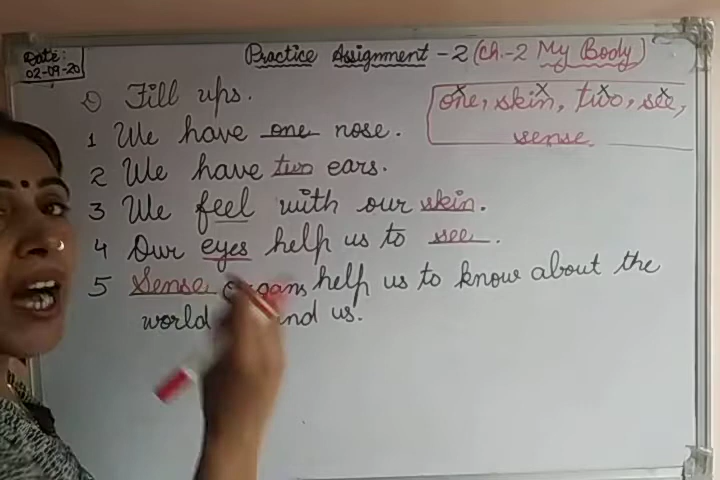 Date:
02-09-20
Practice Assignment - 2 (Ch.-2 My Body)
Fill ups.
one, skin, two, see,
sense.
1 We have one nose.
2 We have two ears.
3 We feel with our skin.
4 Our eyes help us to see.
5 Sense organs help us to know about the
world us.